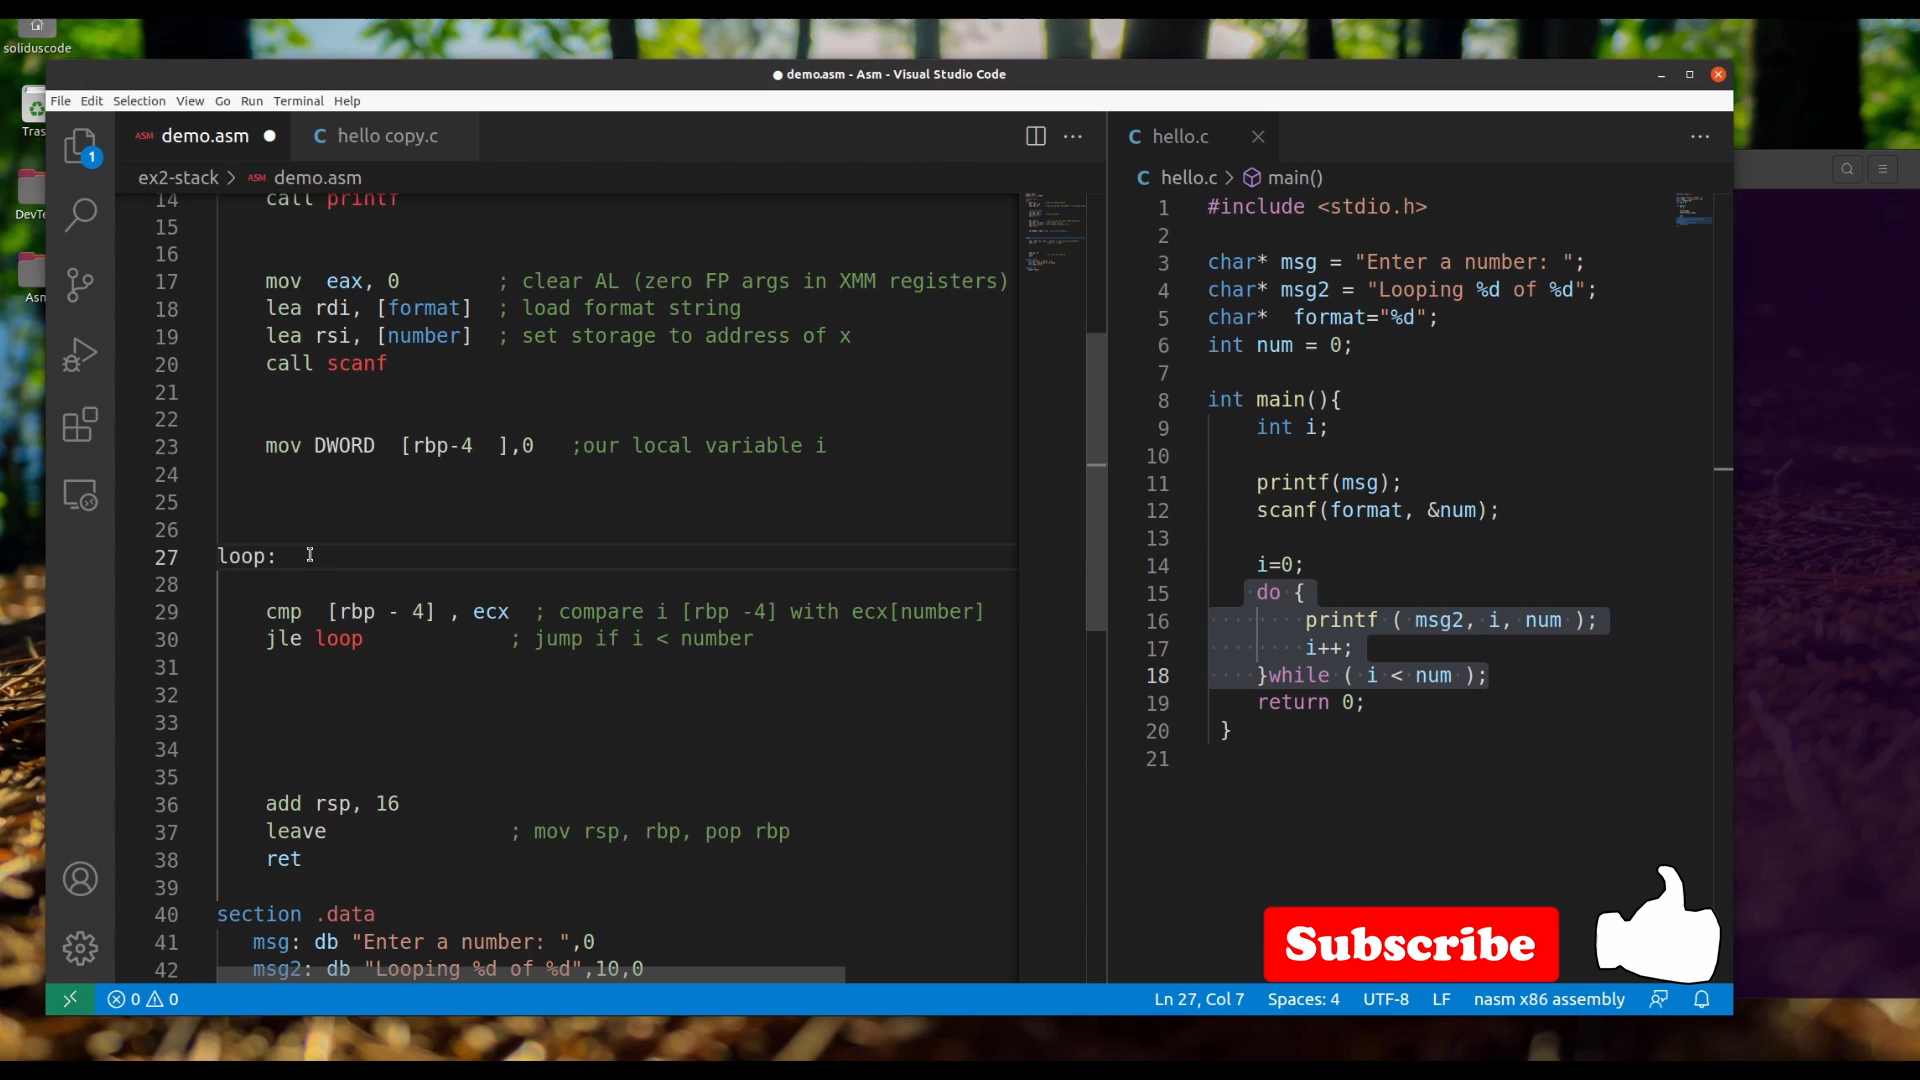 soliduscode
demo.asm - Asm - Visual Studio Code
File Edit Selection View Go Run Terminal Help
Tras
DevTe
Asn
1
ASM demo.asm
C hello copy.c
ex2-stack > ASM demo.asm
14 call printf
15
16
17 mov eax, 0 ; clear AL (zero FP args in XMM registers)
18 lea rdi, [format] ; load format string
19 lea rsi, [number] ; set storage to address of x
20 call scanf
21
22
23 mov DWORD [rbp-4 ],0 ;our local variable i
24
25
26
27 loop:
28
29 cmp [rbp - 4] , ecx ; compare i [rbp -4] with ecx[number]
30 jle loop ; jump if i < number
31
32
33
34
35
36 add rsp, 16
37 leave ; mov rsp, rbp, pop rbp
38 ret
39
40 section .data
41 msg: db "Enter a number: ",0
42 msg2: db "Looping %d of %d",10,0
C hello.c
C hello.c > main()
1 #include <stdio.h>
2
3 char* msg = "Enter a number: ";
4 char* msg2 = "Looping %d of %d";
5 char* format="%d";
6 int num = 0;
7
8 int main(){
9 int i;
10
11 printf(msg);
12 scanf(format, &num);
13
14 i=0;
15 do {
16 printf ( msg2, i, num );
17 i++;
18 }while ( i < num );
19 return 0;
20 }
21
Subscribe
0 0
Ln 27, Col 7 Spaces: 4 UTF-8 LF nasm x86 assembly